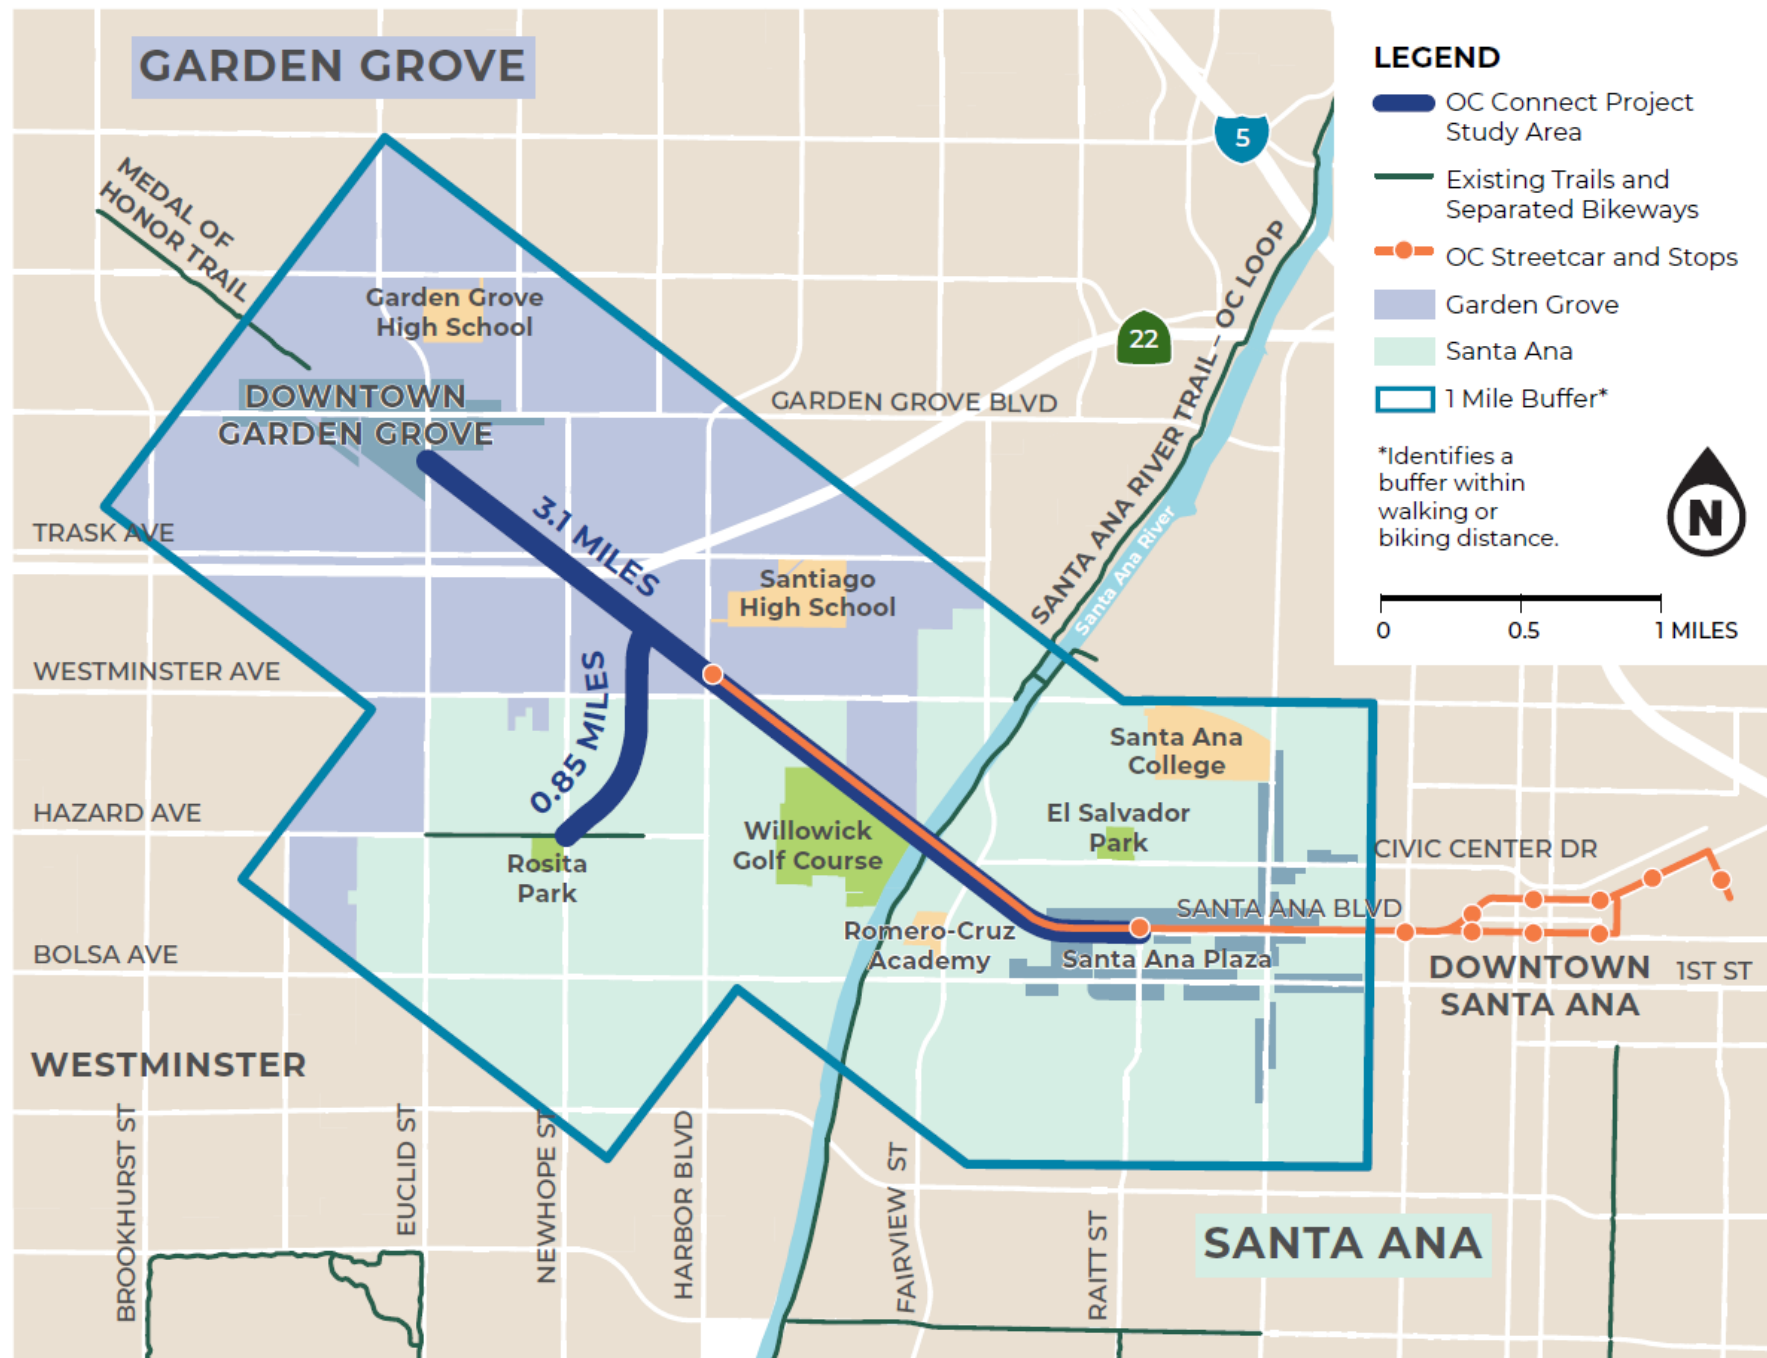 GARDEN GROVE
LEGEND
OC Connect Project
Study Area
Existing Trails and
Separated Bikeways
OC Streetcar and Stops
Garden Grove
Santa Ana
1 Mile Buffer*
*Identifies a
buffer within
walking or
biking distance.
N
0 0.5 1 MILES
5
22
MEDAL OF
HONOR TRAIL
Garden Grove
High School
DOWNTOWN
GARDEN GROVE
GARDEN GROVE BLVD
SANTA ANA RIVER TRAIL – OC LOOP
Santa Ana River
TRASK AVE
3.1 MILES
Santiago
High School
WESTMINSTER AVE
0.85 MILES
Santa Ana
College
HAZARD AVE
El Salvador
Park
Willowick
Golf Course
CIVIC CENTER DR
Rosita
Park
SANTA ANA BLVD
Romero-Cruz
Academy
Santa Ana Plaza
BOLSA AVE
DOWNTOWN
SANTA ANA
1ST ST
WESTMINSTER
BROOKHURST ST
EUCLID ST
NEWHOPE ST
HARBOR BLVD
FAIRVIEW ST
RAITT ST
SANTA ANA